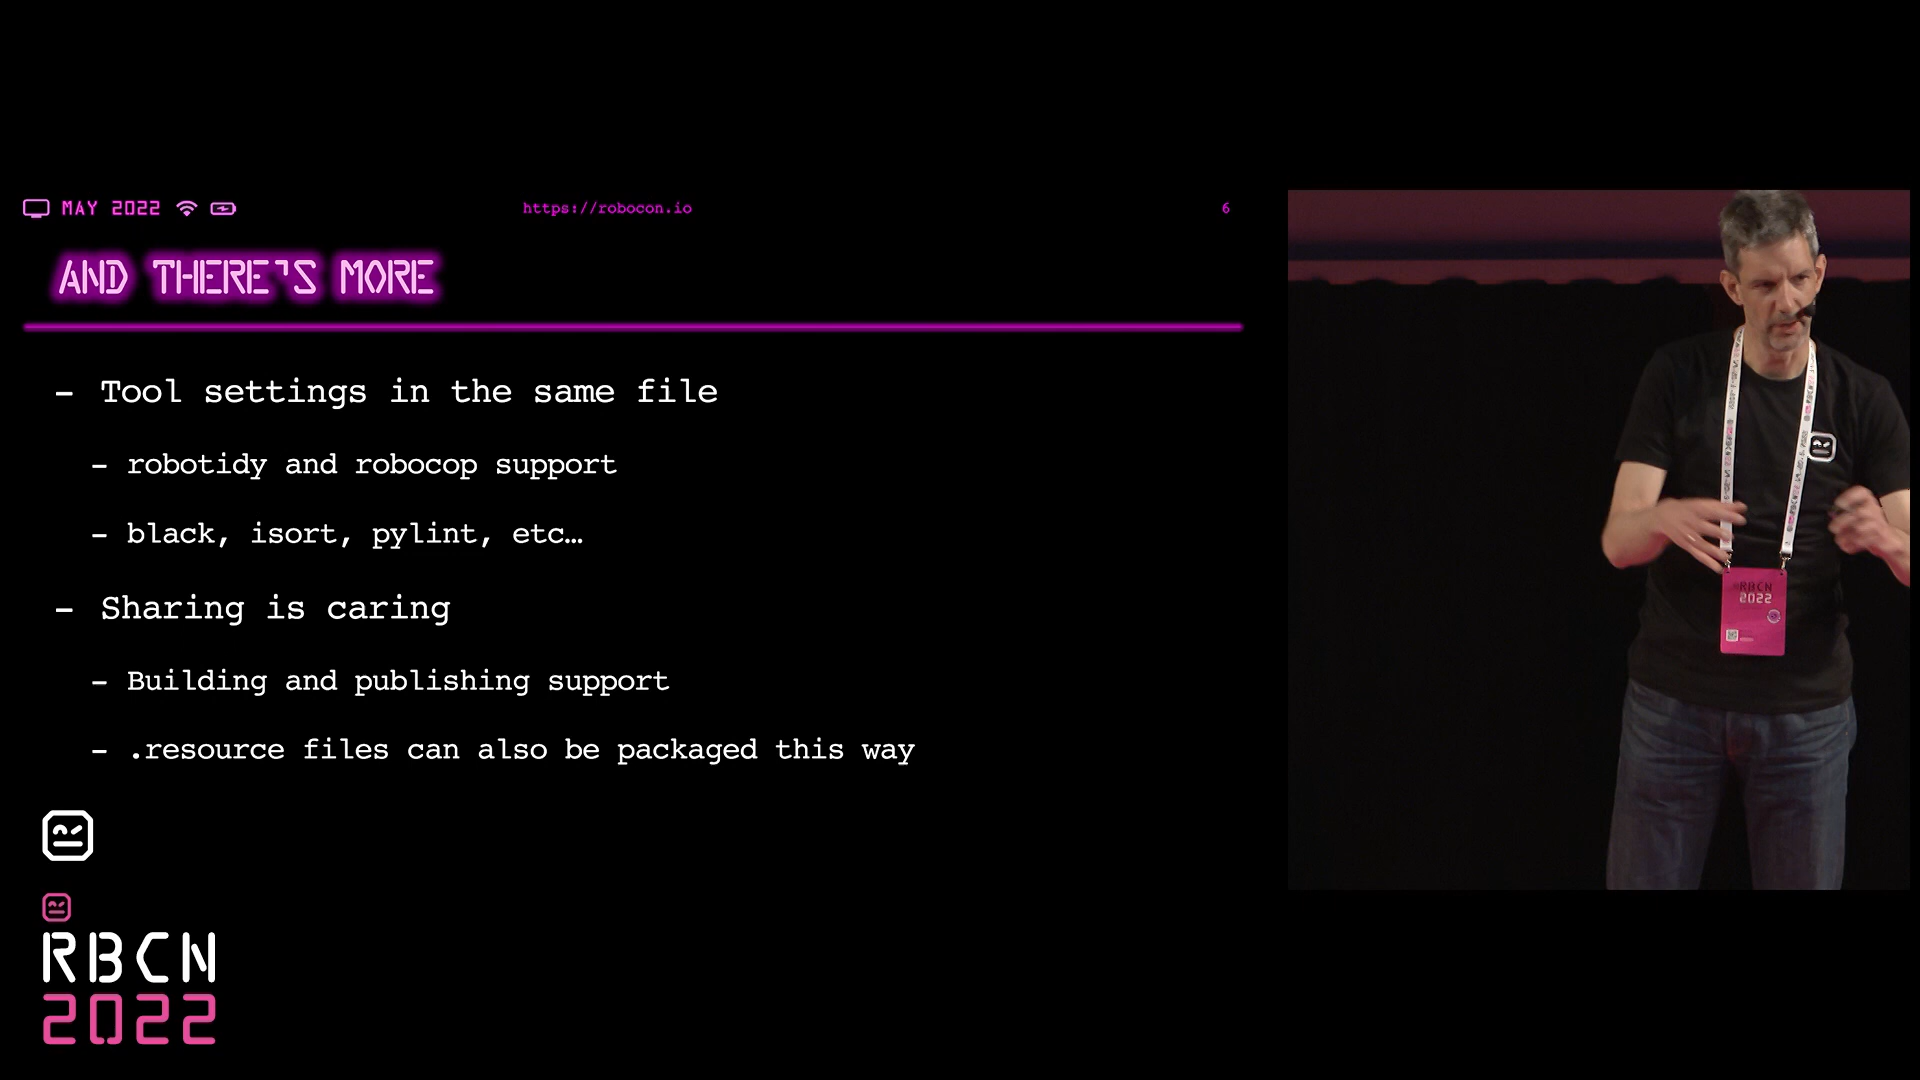 MAY 2022
https://robocon.io
6
AND THERE'S MORE
- Tool settings in the same file
- robotidy and robocop support
- black, isort, pylint, etc…
- Sharing is caring
- Building and publishing support
- .resource files can also be packaged this way
RBCN
2022
RBCN
2022